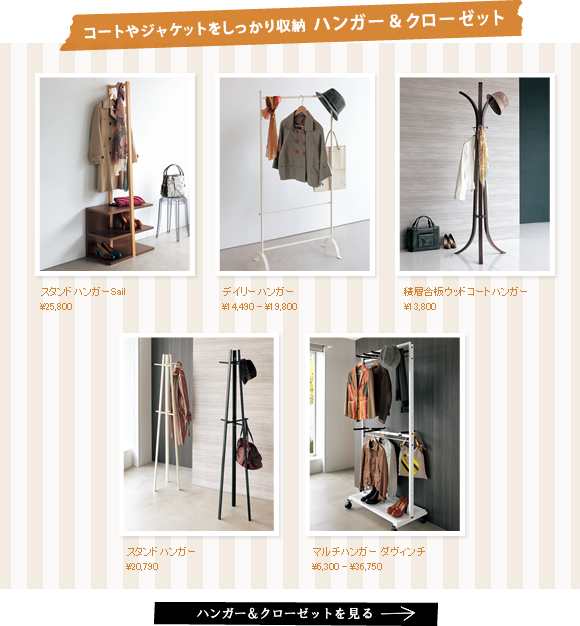 コートやジャケットをしっかり収納 ハンガー＆クローゼット
スタンドハンガーSail
¥25,800
デイリーハンガー
¥14,490－¥19,800
積層合板ウッドコートハンガー
¥13,800
スタンドハンガー
¥20,790
マルチハンガー ダヴィンチ
¥6,300－¥36,750
ハンガー＆クローゼットを見る